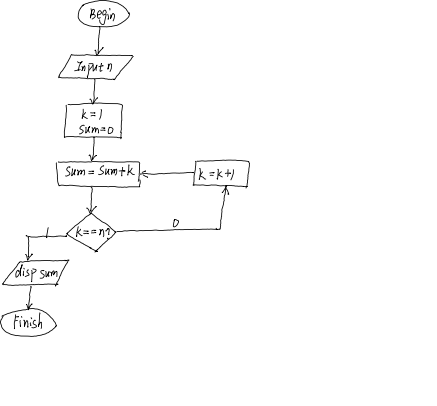 Begin
Input n
k=1
Sum=0
Sum=Sum+k
k=k+1
k==n?
1
0
disp sum
Finish